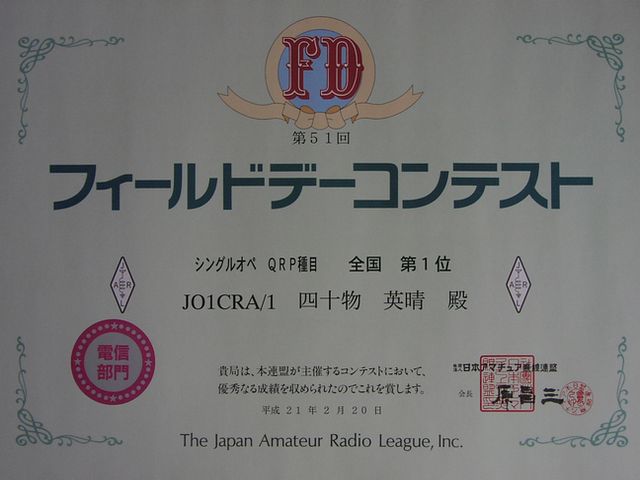 FD
第51回
フィールドデーコンテスト
シングルオペ QRP種目 全国 第1位
JO1CRA/1 四十物 英晴 殿
電信
部門
貴局は、本連盟が主催するコンテストにおいて、
優秀なる成績を収められたのでこれを賞します。
平成21年2月20日
日本アマチュア無線連盟
会長 原昌三
The Japan Amateur Radio League, Inc.